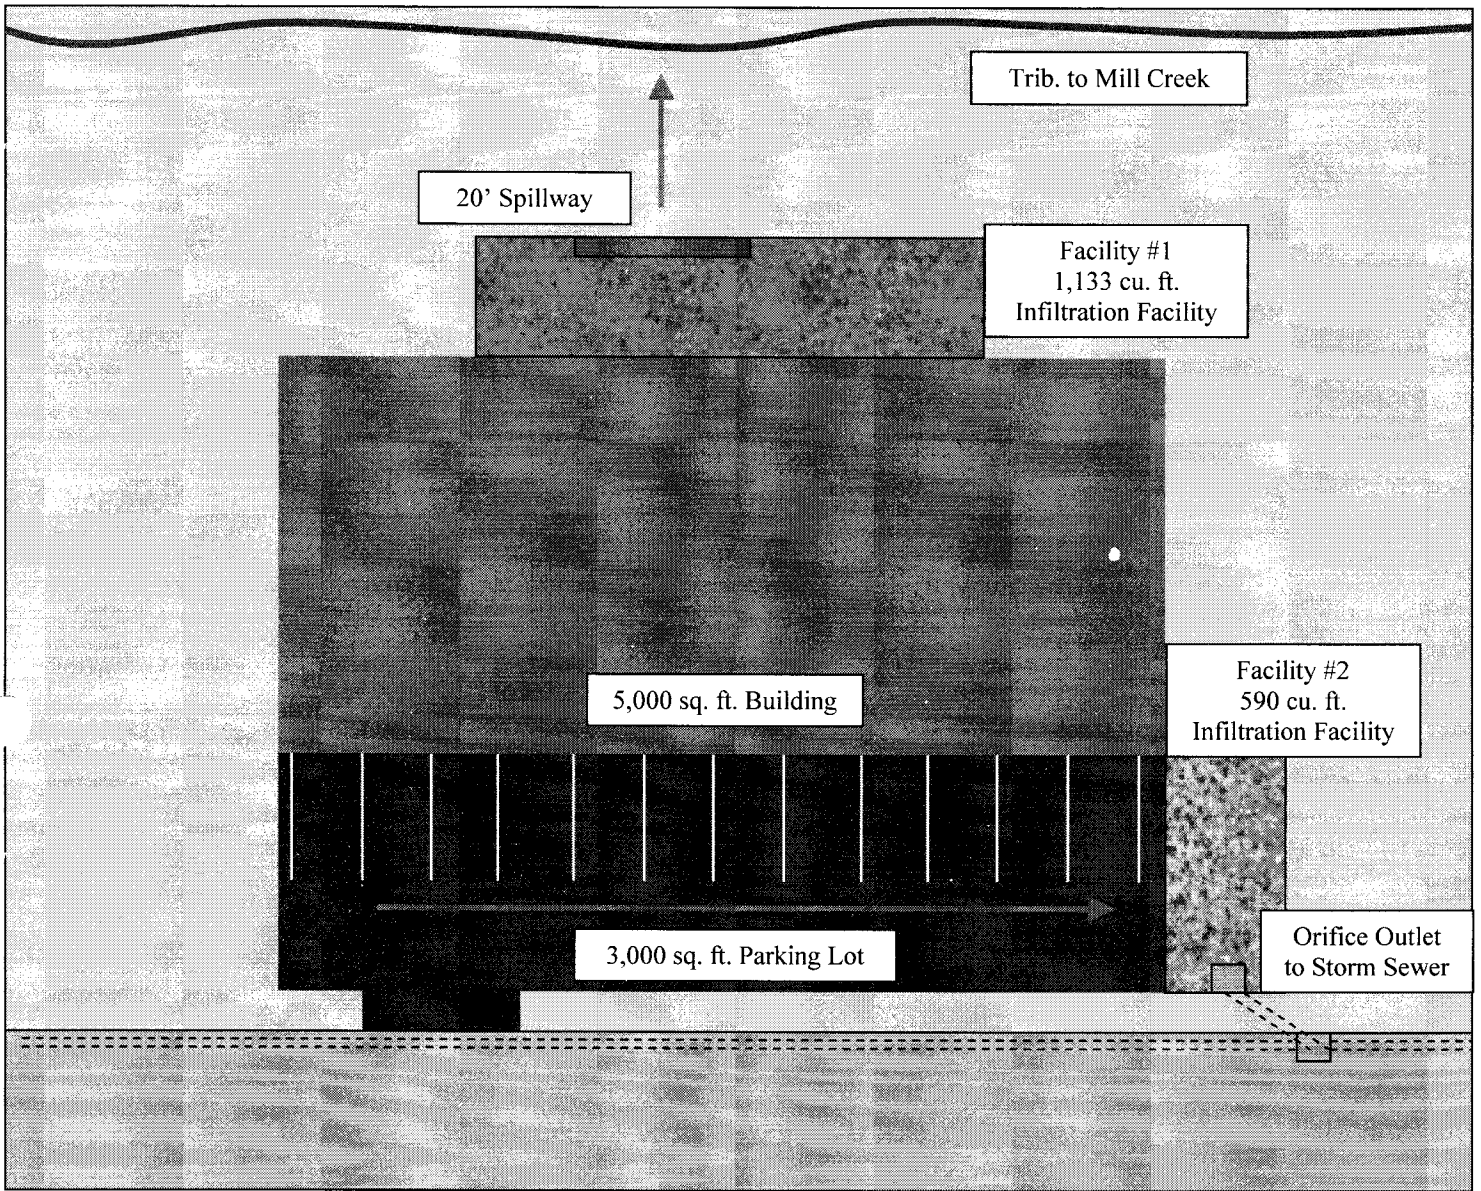 Trib. to Mill Creek
20’ Spillway
Facility #1
1,133 cu. ft.
Infiltration Facility
Facility #2
590 cu. ft.
Infiltration Facility
5,000 sq. ft. Building
Orifice Outlet
to Storm Sewer
3,000 sq. ft. Parking Lot